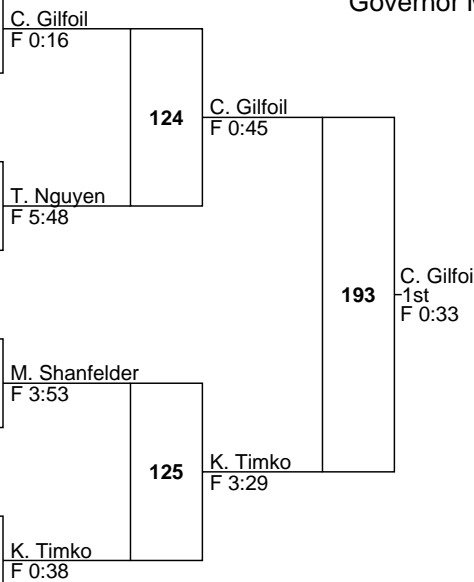 Governor
C. Gilfoil
F 0:16
124
C. Gilfoil
F 0:45
T. Nguyen
F 5:48
193
C. Gilfoi
1st
F 0:33
M. Shanfelder
F 3:53
125
K. Timko
F 3:29
K. Timko
F 0:38